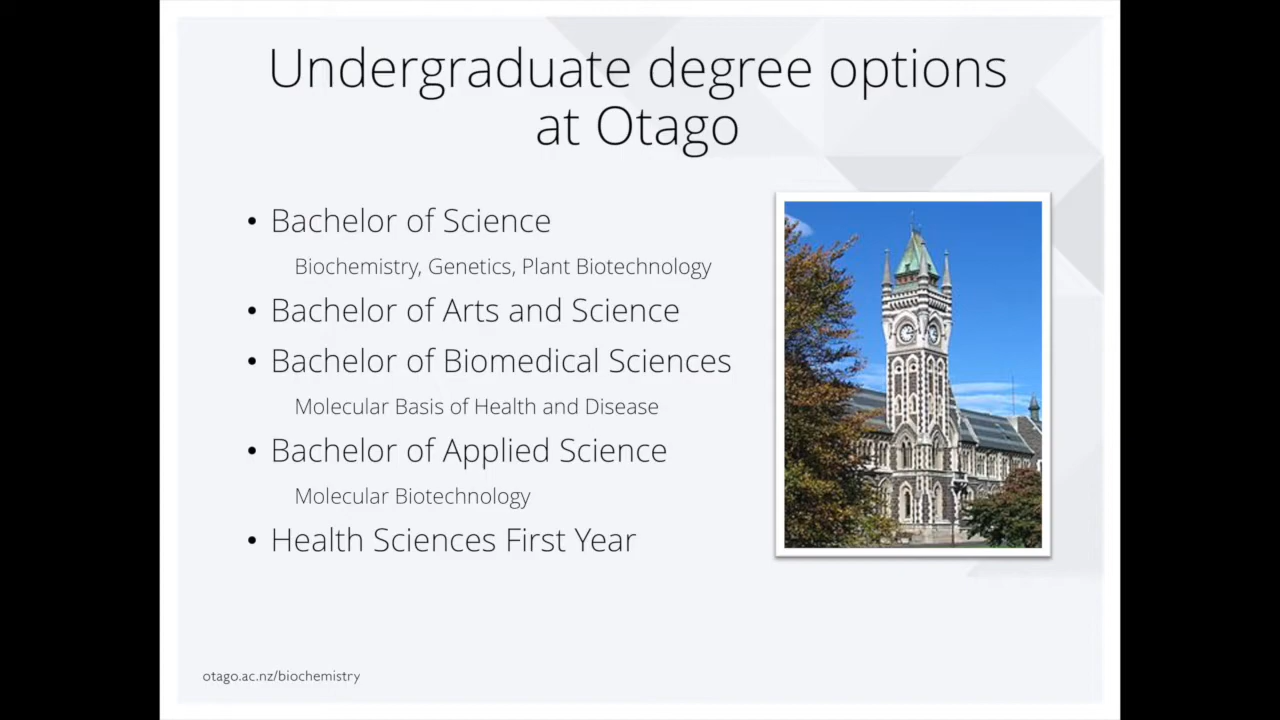 Undergraduate degree options
at Otago
• Bachelor of Science
Biochemistry, Genetics, Plant Biotechnology
• Bachelor of Arts and Science
• Bachelor of Biomedical Sciences
Molecular Basis of Health and Disease
• Bachelor of Applied Science
Molecular Biotechnology
• Health Sciences First Year
otago.ac.nz/biochemistry